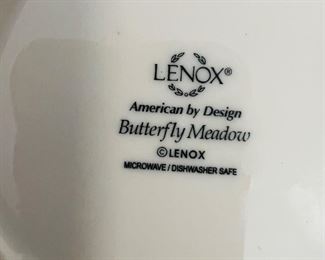 LENOX®
American by Design
Butterfly Meadow
©LENOX
MICROWAVE / DISHWASHER SAFE